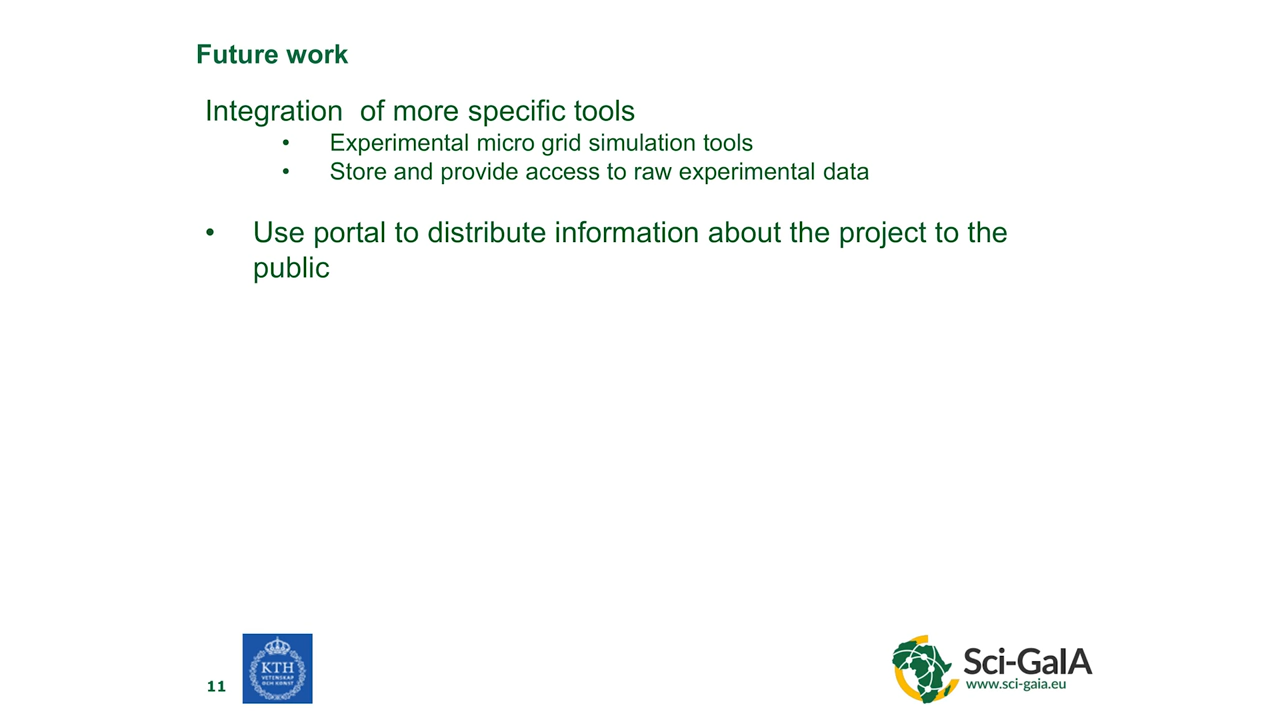 Future work
Integration  of more specific tools
• Experimental micro grid simulation tools
• Store and provide access to raw experimental data
• Use portal to distribute information about the project to the
public
11
KTH
VETENSKAP
OCH KONST
Sci-GaIA
www.sci-gaia.eu